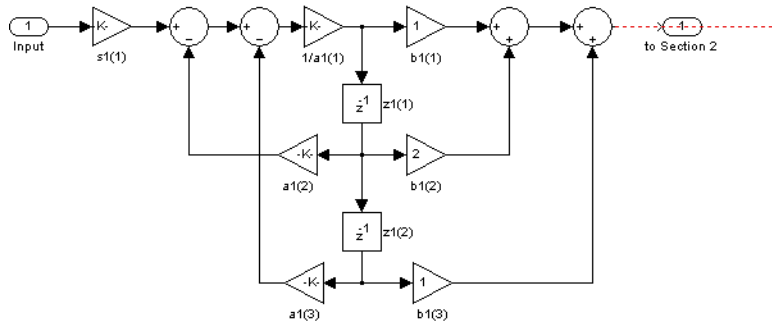 1
Input
K-
s1(1)
+
−
+
−
K-
1/a1(1)
1
b1(1)
+
+
+
+
1
to Section 2
z-1
z1(1)
-K-
a1(2)
2
b1(2)
z-1
z1(2)
-K-
a1(3)
1
b1(3)